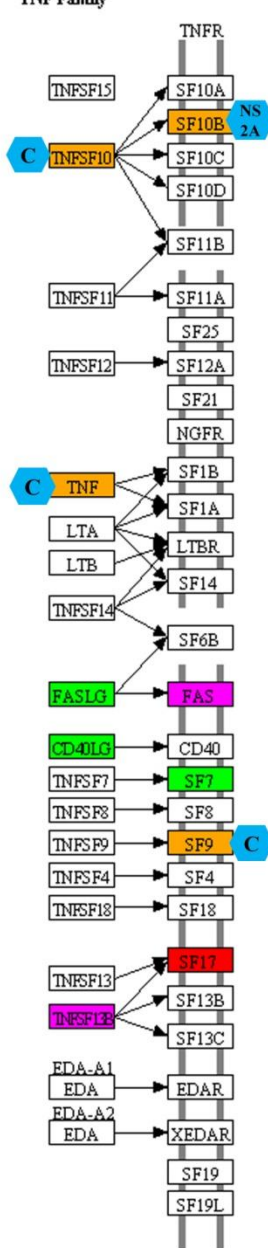 TNF Family
TNFR
TNFSF15 SF10A
SF10B NS 2A
C TNFSF10 SF10C
SF10D
SF11B
TNFSF11 SF11A
SF25
TNFSF12 SF12A
SF21
NGFR
SF1B
C TNF
SF1A
LTA
LTBR
LTB
SF14
TNFSF14
SF6B
FASLG FAS
CD40LG CD40
TNFSF7 SF7
TNFSF8 SF8
TNFSF9 SF9 C
TNFSF4 SF4
TNFSF18 SF18
SF17
TNFSF13
SF13B
TNFSF13B
SF13C
EDA-A1
EDA EDAR
EDA-A2
EDA XEDAR
SF19
SF19L